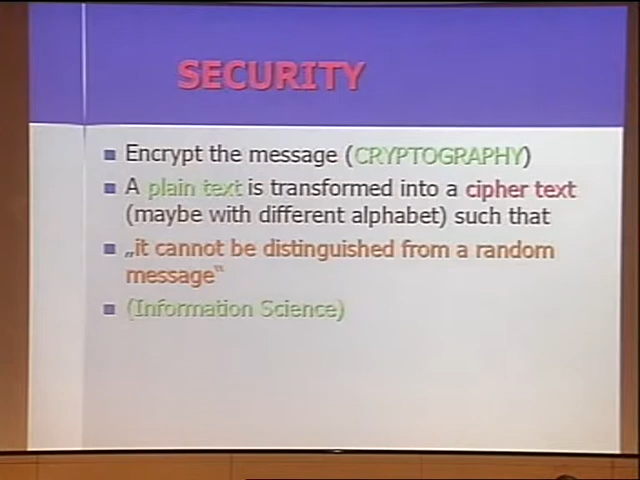 SECURITY
Encrypt the message (CRYPTOGRAPHY)
A plain text is transformed into a cipher text
(maybe with different alphabet) such that
„it cannot be distinguished from a random
message‟
(Information Science)